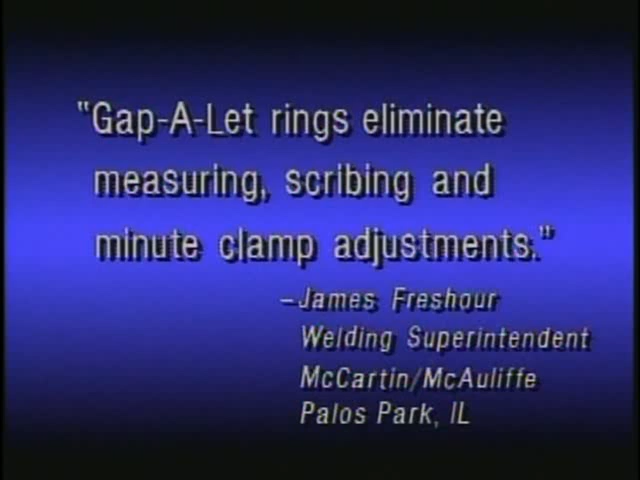 "Gap-A-Let rings eliminate
measuring, scribing and
minute clamp adjustments."
–James Freshour
Welding Superintendent
McCartin/McAuliffe
Palos Park, IL